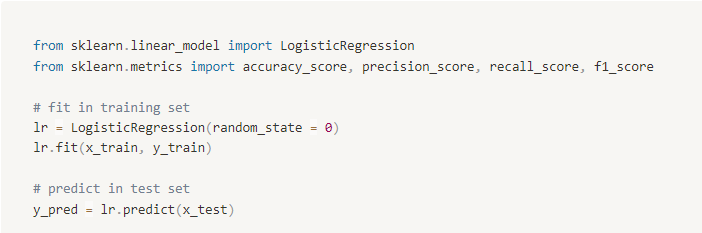 from sklearn.linear_model import LogisticRegression
from sklearn.metrics import accuracy_score, precision_score, recall_score, f1_score
# fit in training set
lr = LogisticRegression(random_state = 0)
lr.fit(x_train, y_train)
# predict in test set
y_pred = lr.predict(x_test)